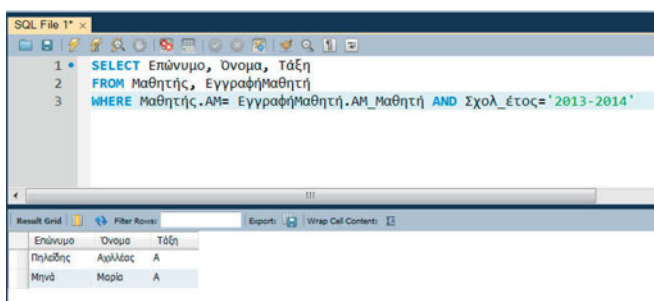 SQL File 1* ×
1 • SELECT Επώνυμο, Όνομα, Τάξη
2 FROM Μαθητής, ΕγγραφήΜαθητή
3 WHERE Μαθητής.ΑΜ= ΕγγραφήΜαθητή.ΑΜ_Μαθητή AND Σχολ_έτος='2013-2014'
Result Grid Filter Rows: Export: Wrap Cell Content:
Επώνυμο Όνομα Τάξη
Πηλείδης Αχιλλέας Α
Μηνά Μαρία Α